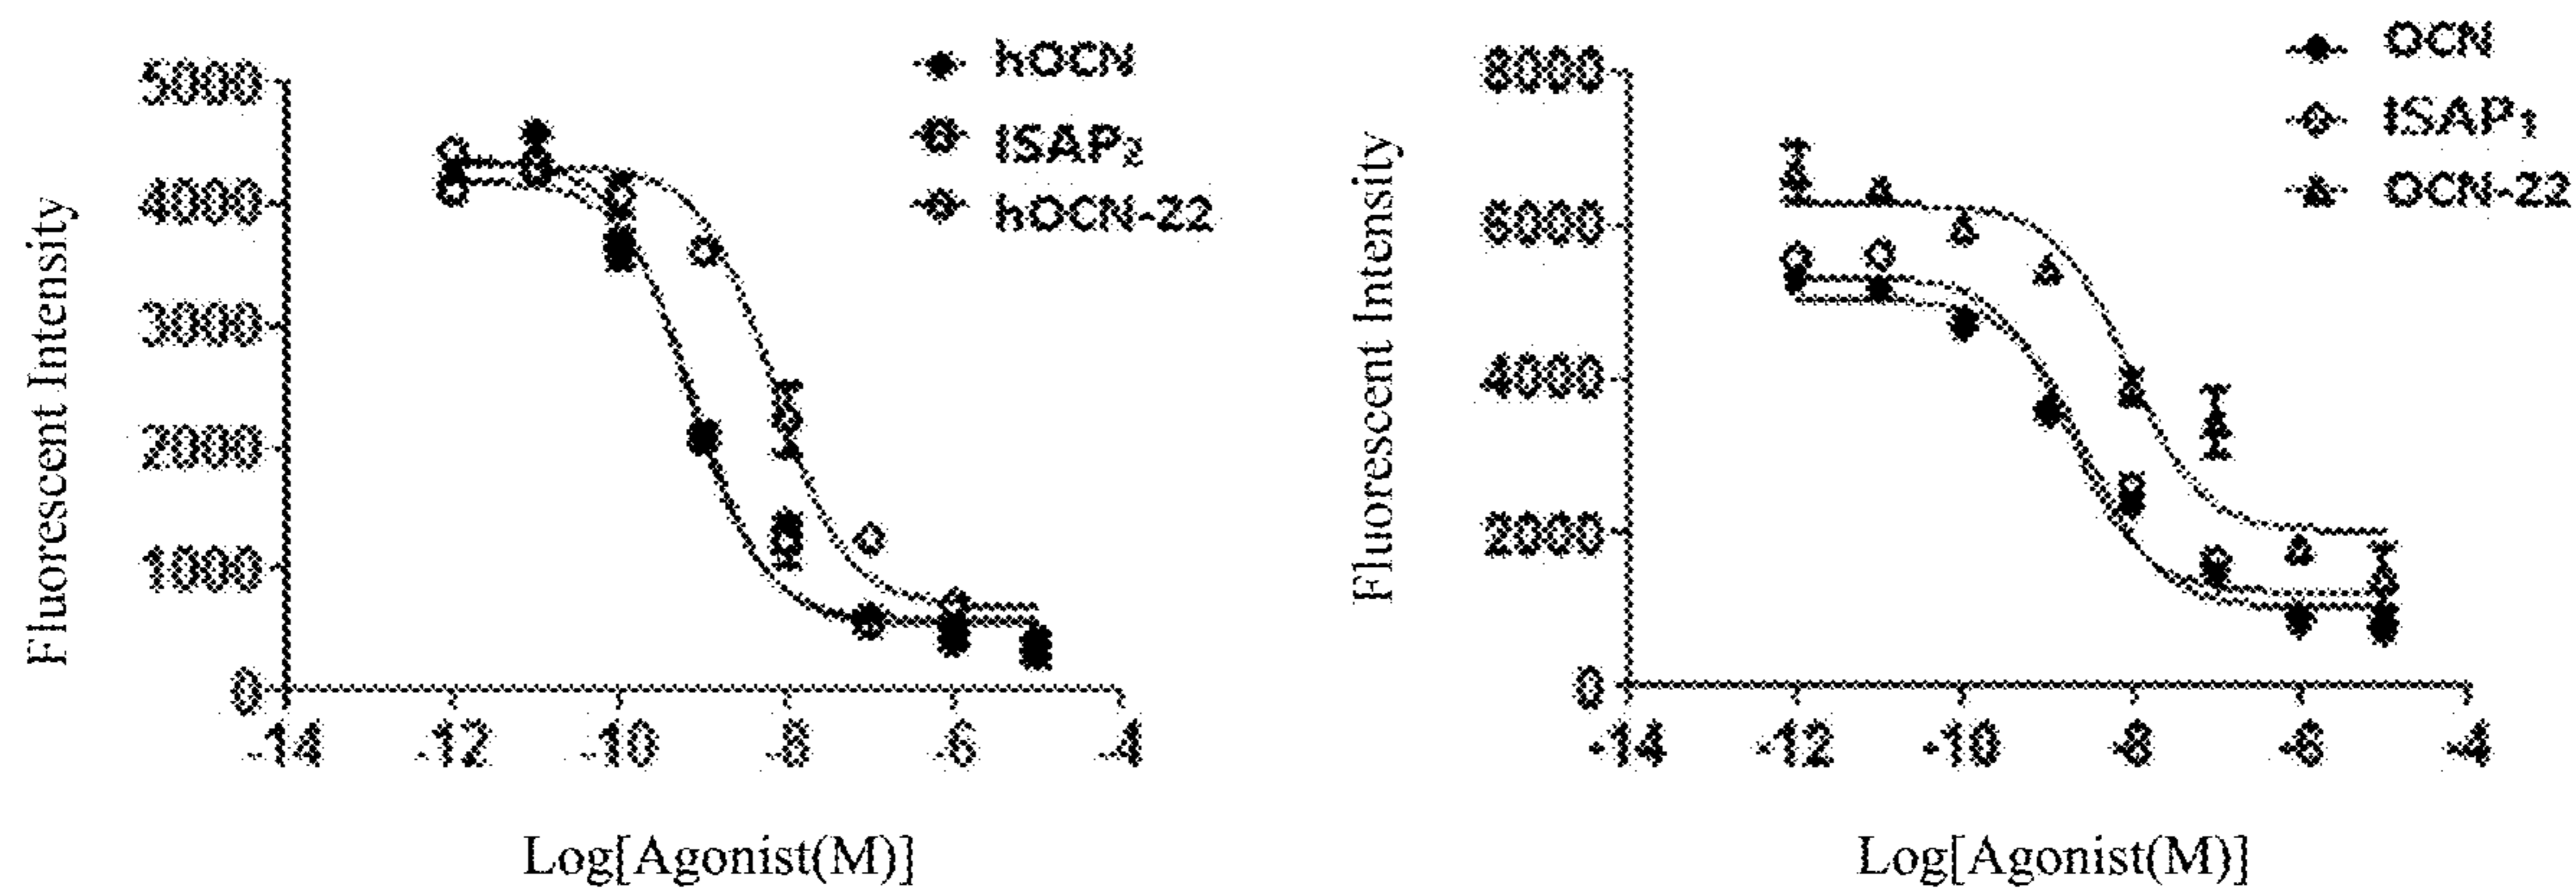 hOCN
ISAP₂
hOCN-22
5000
4000
3000
2000
1000
0
-14 -12 -10 -8 -6 -4
Fluorescent Intensity
Log[Agonist(M)]
OCN
ISAP₁
OCN-22
8000
6000
4000
2000
0
-14 -12 -10 -8 -6 -4
Fluorescent Intensity
Log[Agonist(M)]